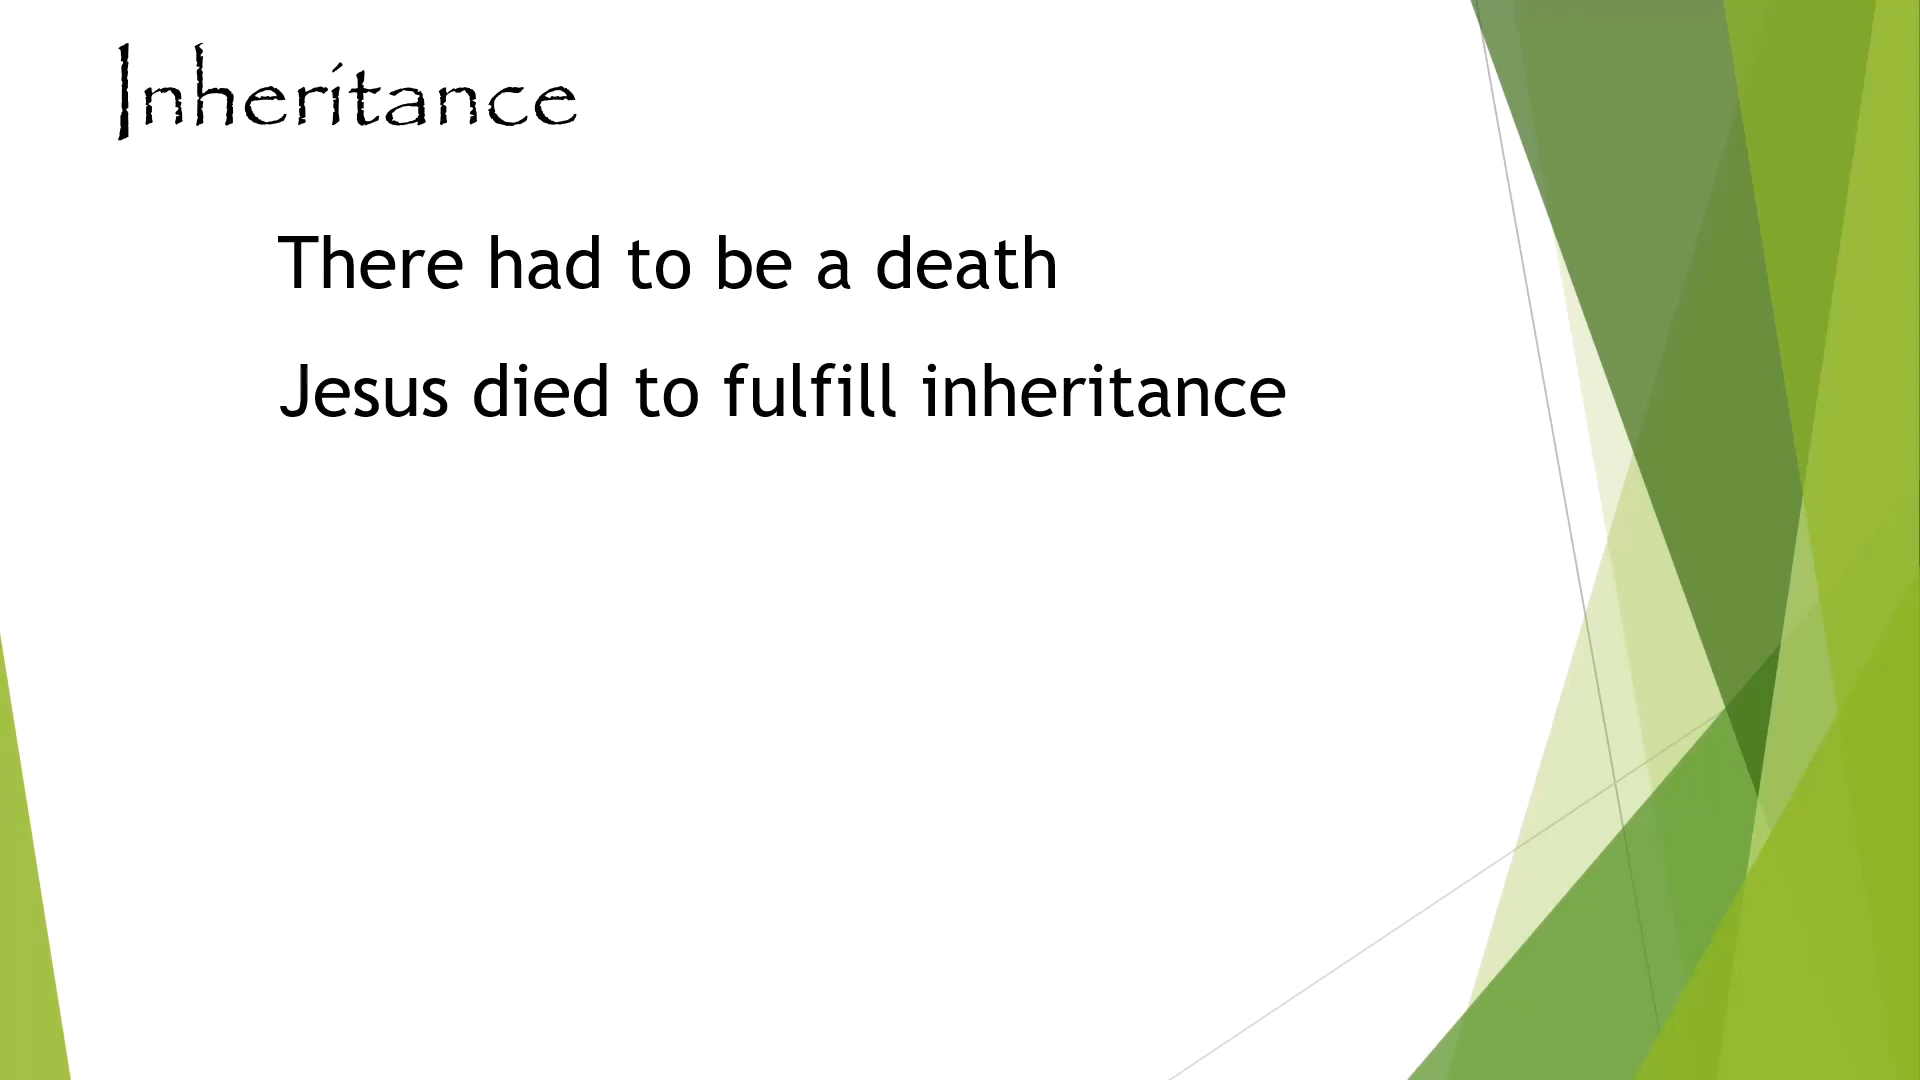 Inheritance
There had to be a death
Jesus died to fulfill inheritance